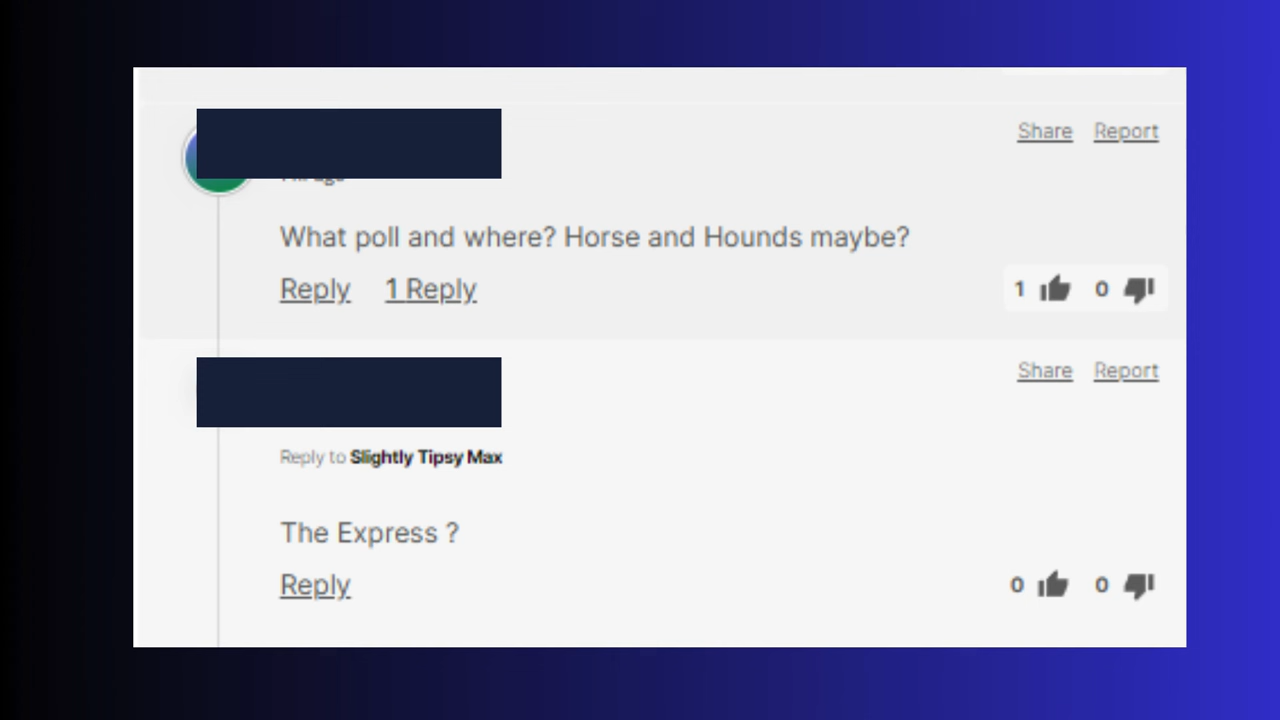 Share Report
What poll and where? Horse and Hounds maybe?
Reply 1 Reply 1 0
Share Report
Reply to Slightly Tipsy Max
The Express ?
Reply 0 0